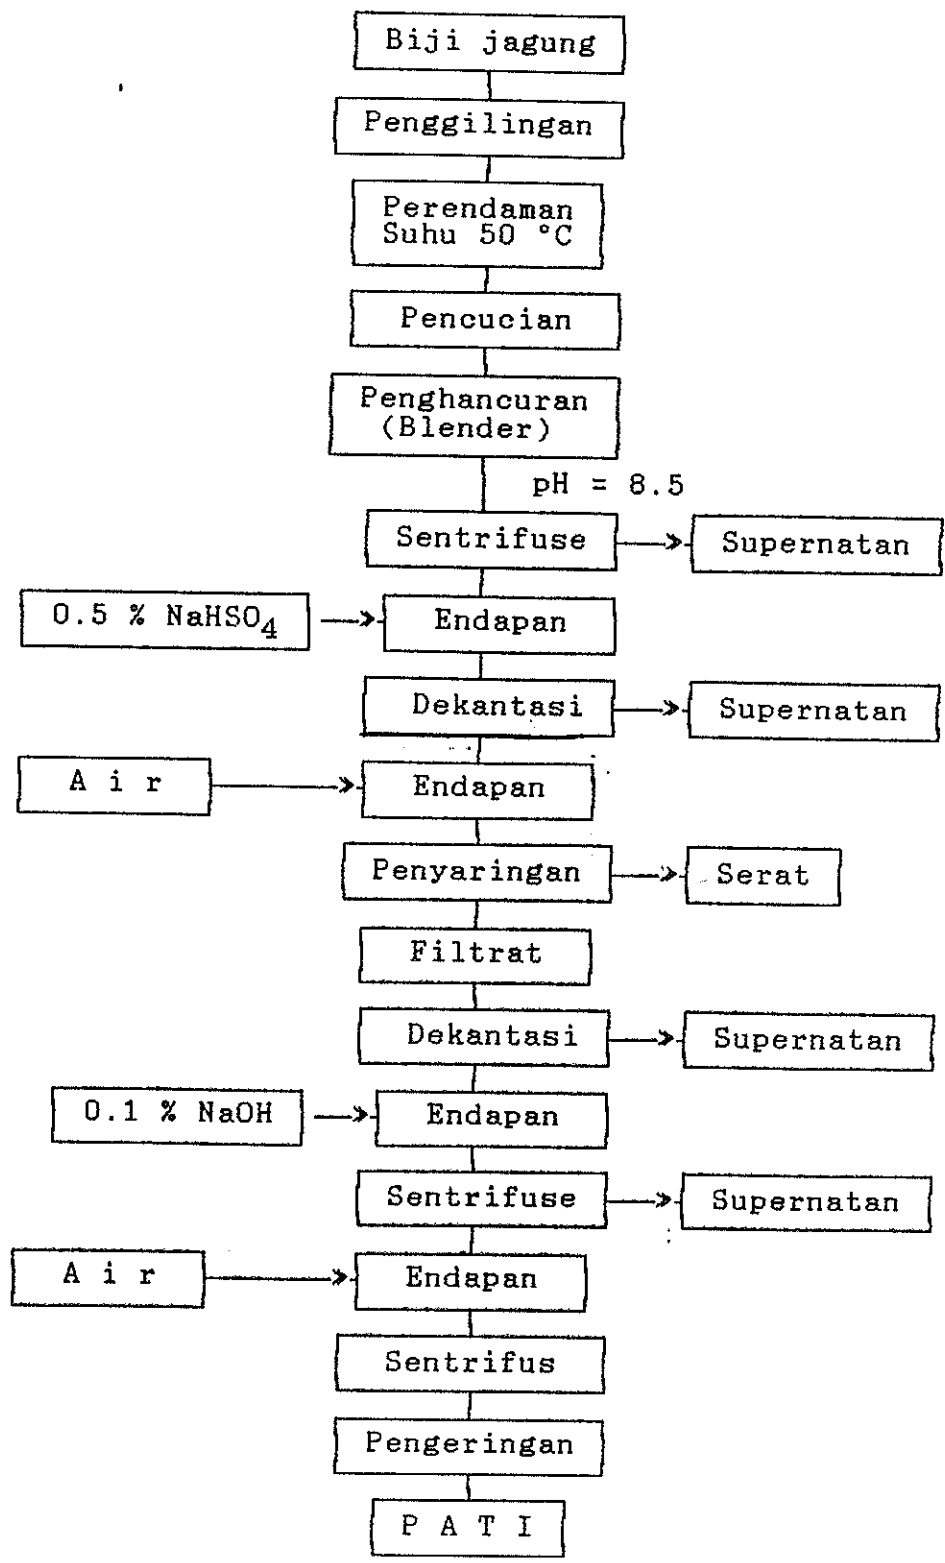 Biji jagung
Penggilingan
Perendaman
Suhu 50 °C
Pencucian
Penghancuran
(Blender)
pH = 8.5
Sentrifuse
Supernatan
0.5 % NaHSO4
Endapan
Dekantasi
Supernatan
A i r
Endapan
Penyaringan
Serat
Filtrat
Dekantasi
Supernatan
0.1 % NaOH
Endapan
Sentrifuse
Supernatan
A i r
Endapan
Sentrifus
Pengeringan
P A T I